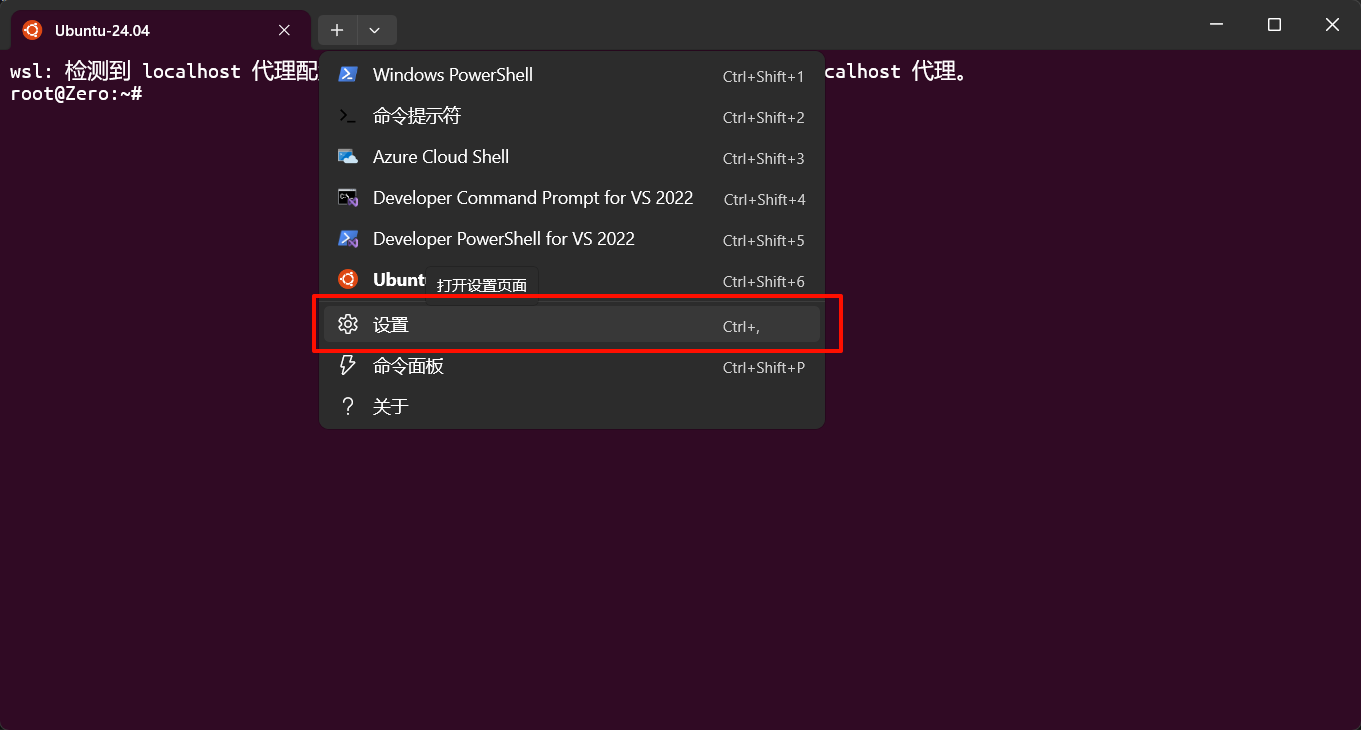 Ubuntu-24.04
wsl: 检测到 localhost 代理配
calhost 代理。
root@Zero:~#
Windows PowerShell Ctrl+Shift+1
命令提示符 Ctrl+Shift+2
Azure Cloud Shell Ctrl+Shift+3
Developer Command Prompt for VS 2022 Ctrl+Shift+4
Developer PowerShell for VS 2022 Ctrl+Shift+5
Ubunt Ctrl+Shift+6
打开设置页面
设置 Ctrl+,
命令面板 Ctrl+Shift+P
关于